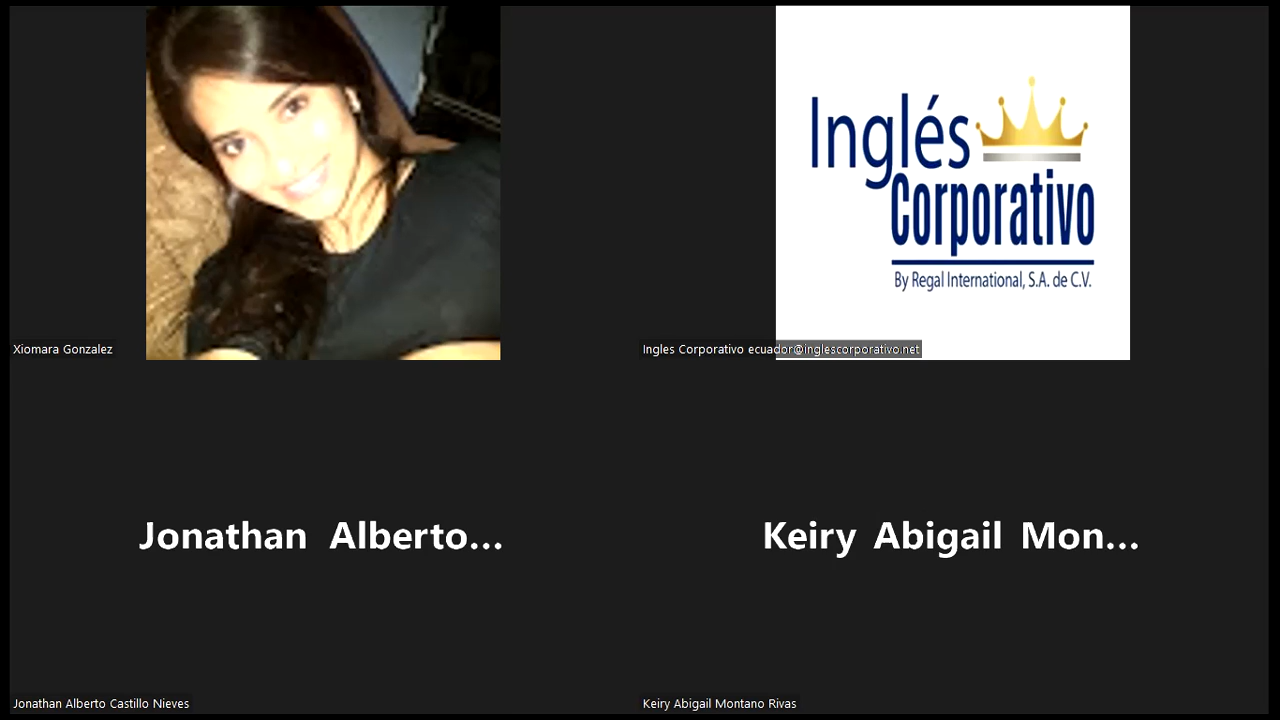 Inglés
Corporativo
By Regal International, S.A. de C.V.
Xiomara Gonzalez
Ingles Corporativo ecuador@inglescorporativo.net
Jonathan Alberto...
Keiry Abigail Mon...
Jonathan Alberto Castillo Nieves
Keiry Abigail Montano Rivas